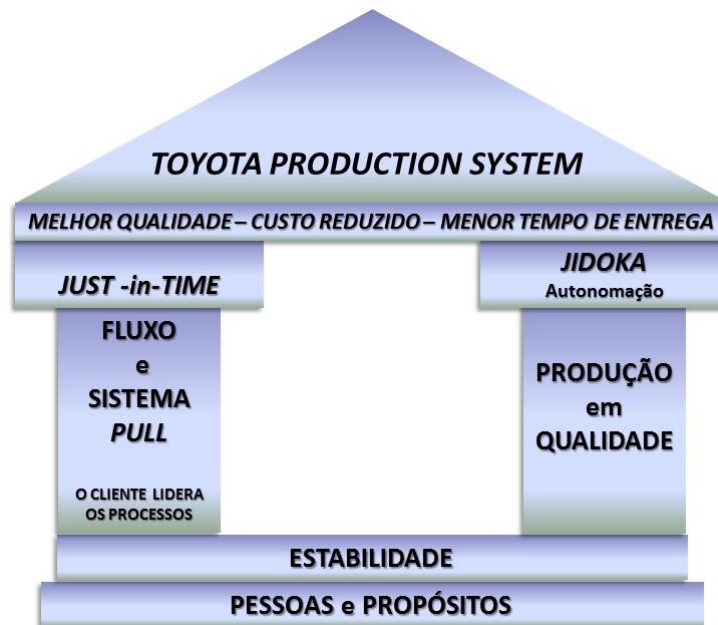 TOYOTA PRODUCTION SYSTEM
MELHOR QUALIDADE – CUSTO REDUZIDO – MENOR TEMPO DE ENTREGA
JUST -in-TIME
FLUXO
e
SISTEMA
PULL
O CLIENTE LIDERA
OS PROCESSOS
JIDOKA
Autonomação
PRODUÇÃO
em
QUALIDADE
ESTABILIDADE
PESSOAS e PROPÓSITOS